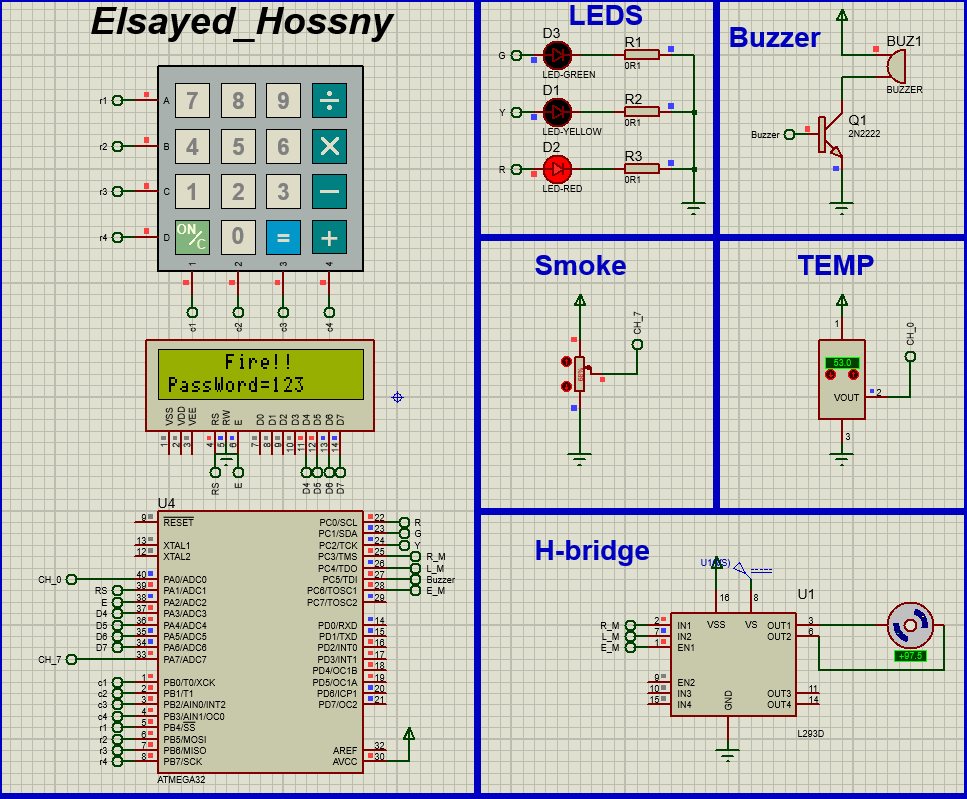 Elsayed_Hossny
r1 A 7 8 9 ÷
r2 B 4 5 6 ×
r3 C 1 2 3 −
r4 D ON/C 0 = +
1 2 3 4
c1 c2 c3 c4
Fire!!
PassWord=123
VSS VDD VEE RS RW E D0 D1 D2 D3 D4 D5 D6 D7
1 2 3 4 5 6 7 8 9 10 11 12 13 14
RS E D4 D5 D6 D7
U4
9 RESET PC0/SCL 22 R
PC1/SDA 23 G
13 XTAL1 PC2/TCK 24 Y
12 XTAL2 PC3/TMS 25 R_M
PC4/TDO 26 L_M
CH_0 40 PA0/ADC0 PC5/TDI 27 Buzzer
RS 39 PA1/ADC1 PC6/TOSC1 28 E_M
E 38 PA2/ADC2 PC7/TOSC2 29
D4 37 PA3/ADC3
D5 36 PA4/ADC4 PD0/RXD 14
D6 35 PA5/ADC5 PD1/TXD 15
D7 34 PA6/ADC6 PD2/INT0 16
CH_7 33 PA7/ADC7 PD3/INT1 17
PD4/OC1B 18
c1 1 PB0/T0/XCK PD5/OC1A 19
c2 2 PB1/T1 PD6/ICP1 20
c3 3 PB2/AIN0/INT2 PD7/OC2 21
c4 4 PB3/AIN1/OC0
r1 5 PB4/SS
r2 6 PB5/MOSI
r3 7 PB6/MISO AREF 32
r4 8 PB7/SCK AVCC 30
ATMEGA32
LEDS
D3 R1
G
LED-GREEN 0R1
D1 R2
Y
LED-YELLOW 0R1
D2 R3
R
LED-RED 0R1
Buzzer
BUZ1
BUZZER
Q1
2N2222
Buzzer
Smoke
CH_7
TEMP
1
CH_0
53.0
VOUT 2
3
H-bridge
U1(VS)
16 8 U1
VSS VS
R_M 2 IN1 OUT1 3
L_M 7 IN2 OUT2 6
E_M 1 EN1
+97.5
9 EN2
10 IN3 OUT3 11
15 IN4 OUT4 14
GND
L293D